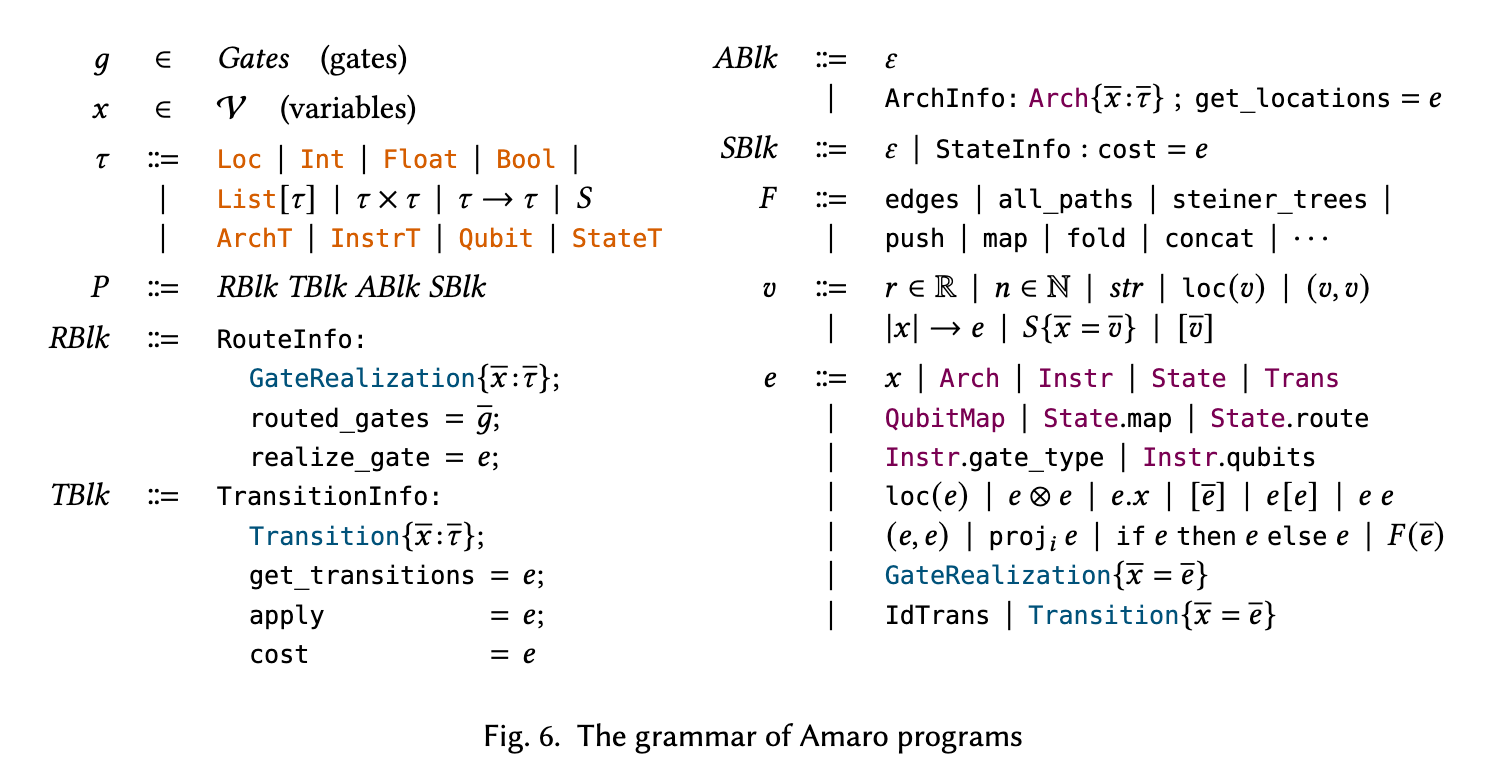 g ∈ Gates (gates)
x ∈ 𝒱 (variables)
τ ::= Loc | Int | Float | Bool |
| List[τ] | τ × τ | τ → τ | S
| ArchT | InstrT | Qubit | StateT
P ::= RBlk TBlk ABlk SBlk
RBlk ::= RouteInfo:
GateRealization{x̅ : τ̅};
routed_gates = g̅;
realize_gate = e;
TBlk ::= TransitionInfo:
Transition{x̅ : τ̅};
get_transitions = e;
apply = e;
cost = e
ABlk ::= ε
| ArchInfo: Arch{x̅ : τ̅} ; get_locations = e
SBlk ::= ε | StateInfo : cost = e
F ::= edges | all_paths | steiner_trees |
| push | map | fold | concat | ···
v ::= r ∈ ℝ | n ∈ ℕ | str | loc(v) | (v, v)
| |x| → e | S{x̅ = v̅} | [v̅]
e ::= x | Arch | Instr | State | Trans
| QubitMap | State.map | State.route
| Instr.gate_type | Instr.qubits
| loc(e) | e ⊗ e | e.x | [e̅] | e[e] | e e
| (e, e) | projᵢ e | if e then e else e | F(e̅)
| GateRealization{x̅ = e̅}
| IdTrans | Transition{x̅ = e̅}
Fig. 6. The grammar of Amaro programs